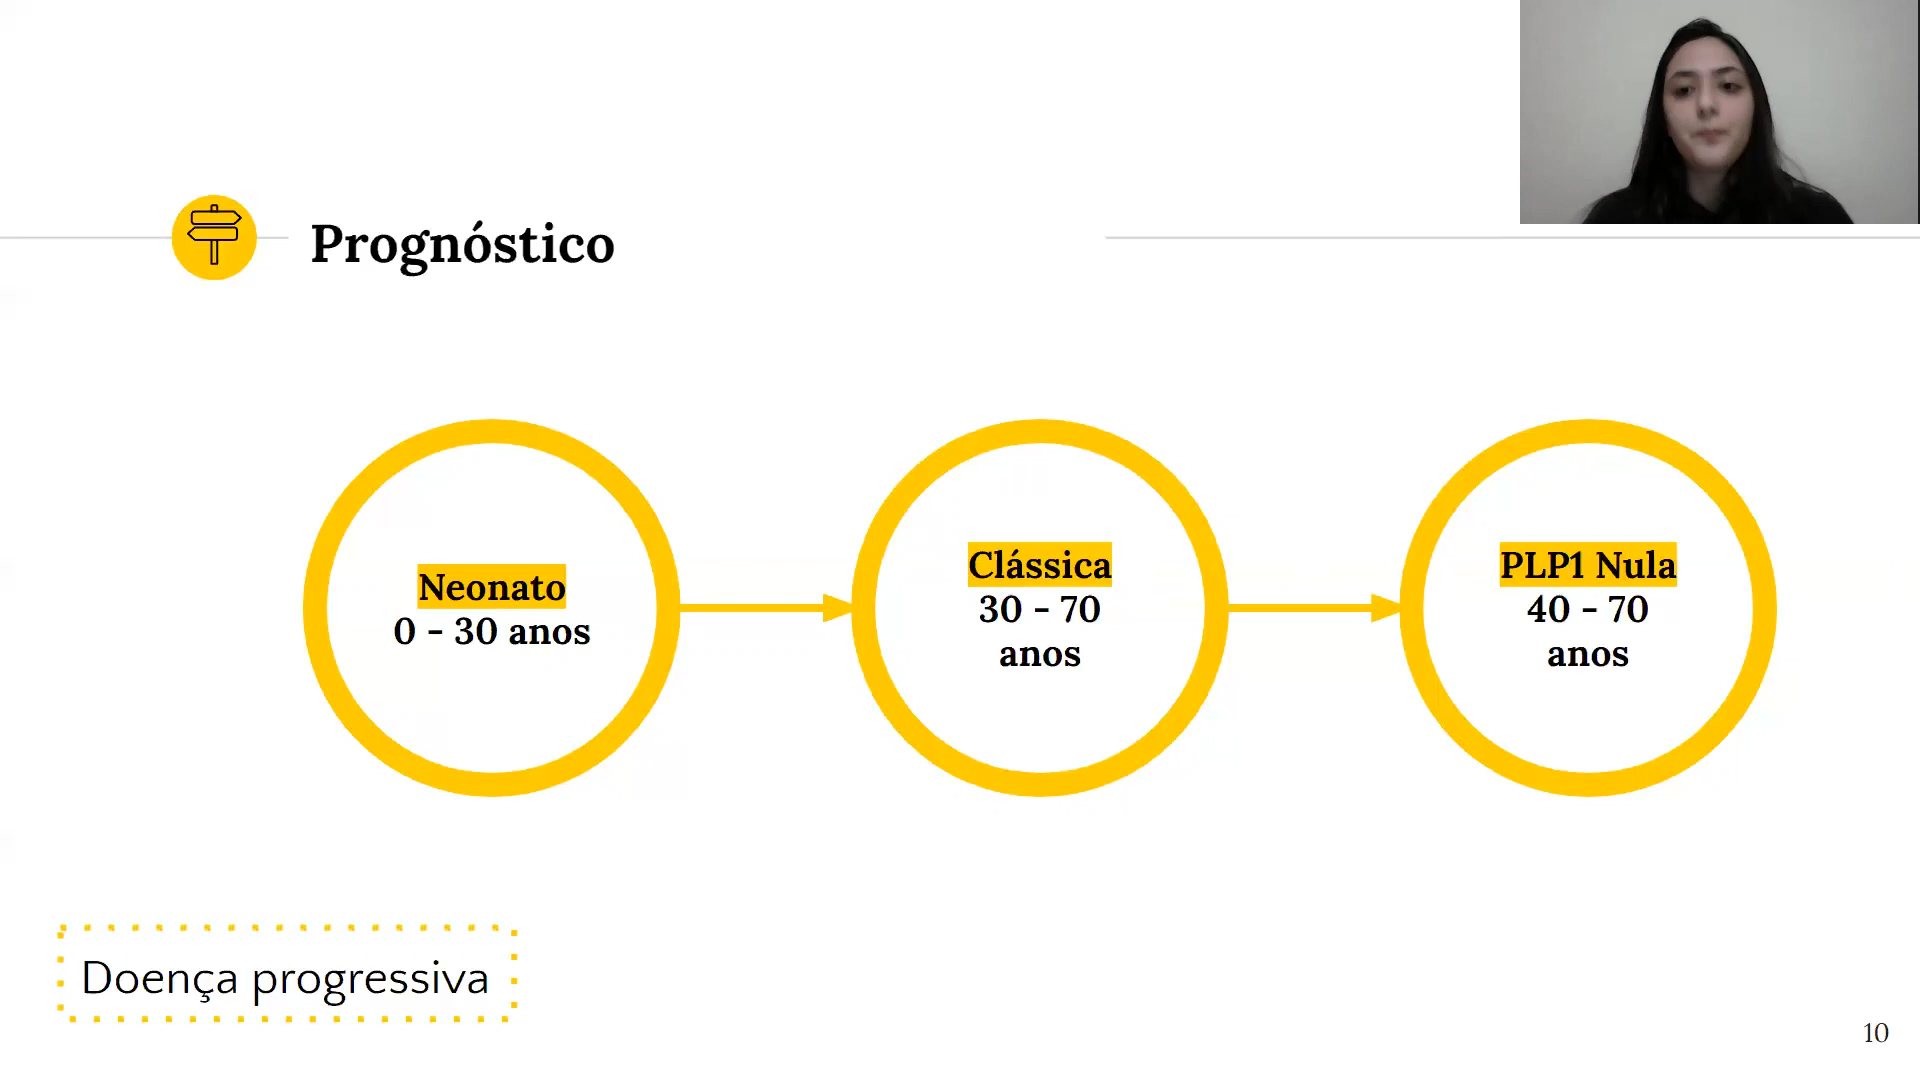 Prognóstico
Neonato
0 - 30 anos
Clássica
30 - 70
anos
PLP1 Nula
40 - 70
anos
Doença progressiva
10